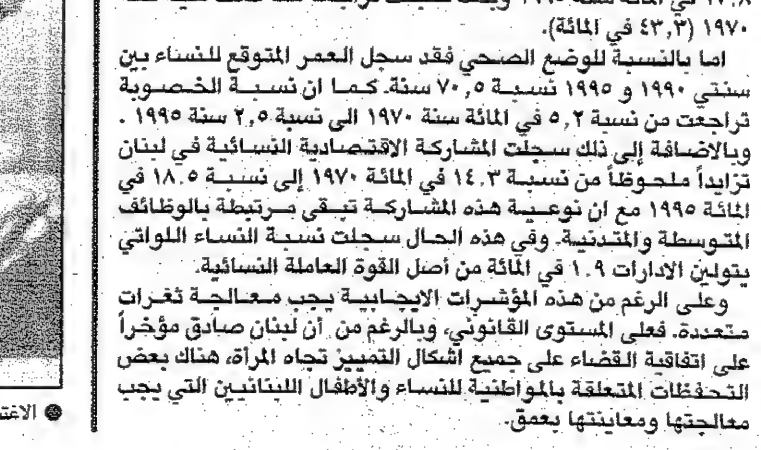 ١٩٧٠ (٤٣,٣ في المائة).
اما بالنسبة للوضع الصحي فقد سجل العمر المتوقع للنساء بين
سنتي ١٩٩٠ و ١٩٩٥ نسبة ٧٠,٥ سنة. كما ان نسبة الخصوبة
تراجعت من نسبة ٥,٢ في المائة سنة ١٩٧٠ الى نسبة ٢,٥ سنة ١٩٩٥ .
وبالاضافة إلى ذلك سجلت المشاركة الاقتصادية النسائية في لبنان
تزايداً ملحوظاً من نسبة ١٤.٣ في المائة ١٩٧٠ إلى نسبة ١٨.٥ في
المائة ١٩٩٥ مع ان نوعية هذه المشاركة تبقى مرتبطة بالوظائف
المتوسطة والمتدنية. وفي هذه الحال سجلت نسبة النساء اللواتي
يتولين الادارات ١.٩ في المائة من أصل القوة العاملة النسائية.
وعلى الرغم من هذه المؤشرات الايجابية يجب معالجة ثغرات
متعددة. فعلى المستوى القانوني، وبالرغم من أن لبنان صادق مؤخراً
على اتفاقية القضاء على جميع اشكال التمييز تجاه المرأة، هناك بعض
التحفظات المتعلقة بالمواطنية للنساء والأطفال اللبنانيين التي يجب
معالجتها ومعاينتها بعمق.